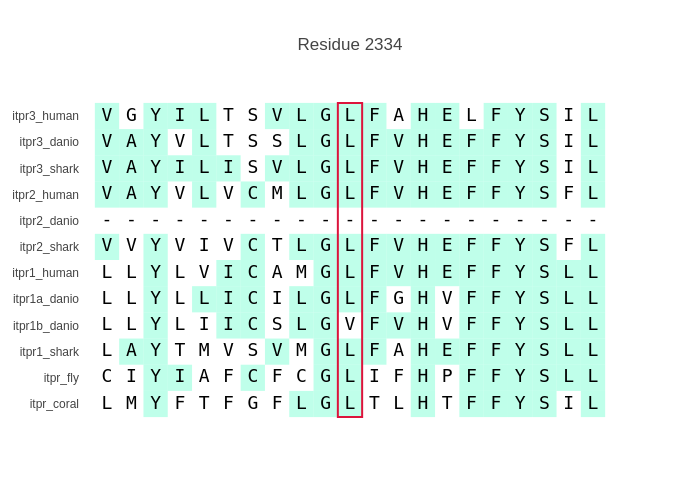 Residue 2334
itpr3_human V G Y I L T S V L G L F A H E L F Y S I L
itpr3_danio V A Y V L T S S L G L F V H E F F Y S I L
itpr3_shark V A Y I L I S V L G L F V H E F F Y S I L
itpr2_human V A Y V L V C M L G L F V H E F F Y S F L
itpr2_danio - - - - - - - - - - - - - - - - - - - - -
itpr2_shark V V Y V I V C T L G L F V H E F F Y S F L
itpr1_human L L Y L V I C A M G L F V H E F F Y S L L
itpr1a_danio L L Y L L I C I L G L F G H V F F Y S L L
itpr1b_danio L L Y L I I C S L G V F V H V F F Y S L L
itpr1_shark L A Y T M V S V M G L F A H E F F Y S L L
itpr_fly C I Y I A F C F C G L I F H P F F Y S L L
itpr_coral L M Y F T F G F L G L T L H T F F Y S I L